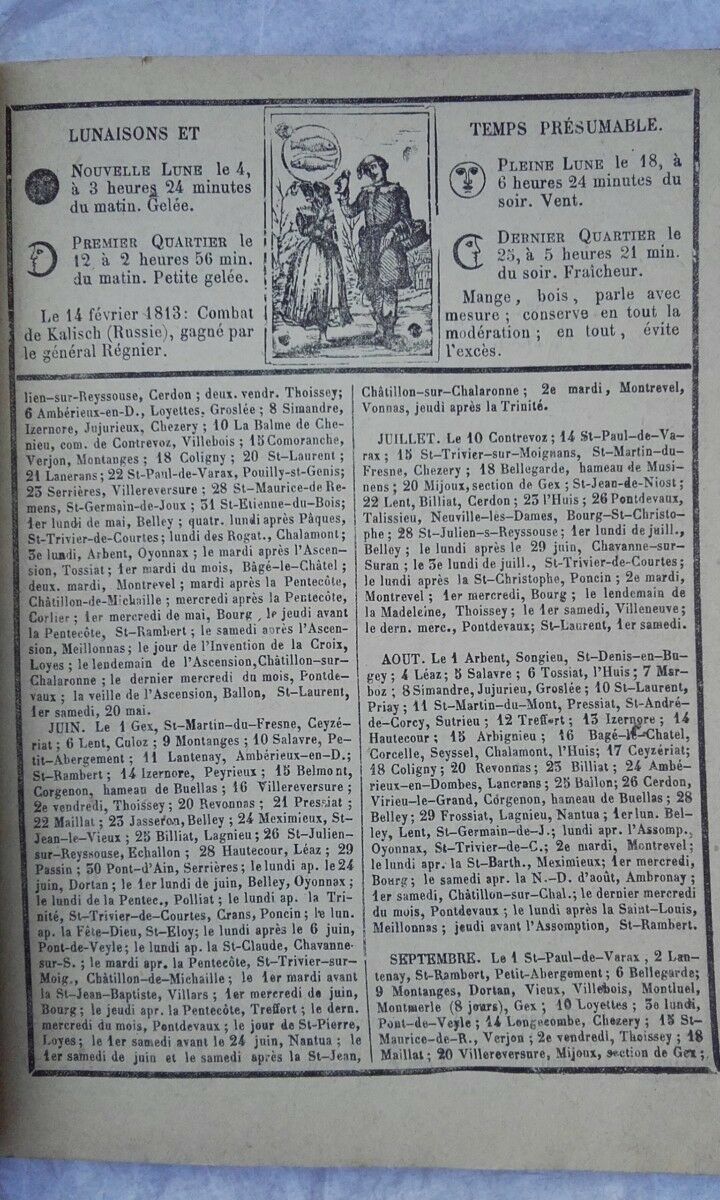 LUNAISONS ET
NOUVELLE LUNE le 4,
à 3 heures 24 minutes
du matin. Gelée.
PREMIER QUARTIER le
12 à 2 heures 56 min.
du matin. Petite gelée.
Le 14 février 1813: Combat
de Kalisch (Russie), gagné par
le général Régnier.
TEMPS PRÉSUMABLE.
PLEINE LUNE le 18, à
6 heures 24 minutes du
soir. Vent.
DERNIER QUARTIER le
25, à 5 heures 21 min.
du soir. Fraîcheur.
Mange, bois, parle avec
mesure; conserve en tout la
modération; en tout, évite
l'excès.
lien-sur-Reyssouse, Cerdon; deux. vendr. Thoissey;
6 Ambérieux-en-D., Loyettes, Groslée; 8 Simandre,
Izernore, Jujurieux, Chezery; 10 La Balme de Che-
nieu, com. de Contrevoz, Villebois; 15 Comoranche,
Verjon, Montanges; 18 Coligny; 20 St-Laurent;
21 Lancrans; 22 St-Paul-de-Varax, Pouilly-st-Genis;
23 Serrières, Villereversure; 28 St-Maurice-de Re-
mens, St-Germain-de-Joux; 31 St-Etienne-du-Bois;
1er lundi de mai, Belley; quatr. lundi après Pâques,
St-Trivier-de-Courtes; lundi des Rogat., Chalamont;
3e lundi, Arbent, Oyonnax; le mardi après l'Ascen-
sion, Tossiat; 1er mardi du mois, Bâgé-le-Châtel;
deux. mardi, Montrevel; mardi après la Pentecôte,
Châtillon-de-Michaille; mercredi après la Pentecôte,
Corlier; 1er mercredi de mai, Bourg, le jeudi avant
la Pentecôte, St-Rambert; le samedi après l'Ascen-
sion, Meillonnas; le jour de l'Invention de la Croix,
Loyes; le lendemain de l'Ascension, Châtillon-sur-
Chalaronne; le dernier mercredi du mois, Pontde-
vaux; la veille de l'Ascension, Ballon, St-Laurent,
1er samedi, 20 mai.
JUIN. Le 1 Gex, St-Martin-du-Fresne, Ceyzé-
riat; 6 Lent, Culoz; 9 Montanges; 10 Salavre, Pe-
tit-Abergement; 11 Lantenay, Ambérieux-en-D.;
St-Rambert; 14 Izernore, Peyrieux; 15 Belmont,
Corgenon, hameau de Buellas; 16 Villereversure;
2e vendredi, Thoissey; 20 Revonnas; 21 Pressiat;
22 Maillat; 23 Jasseron, Belley; 24 Meximieux, St-
Jean-le-Vieux; 25 Billiat, Lagnieu; 26 St-Julien-
sur-Reyssouse, Echallon; 28 Hautecour, Léaz; 29
Passin; 30 Pont-d'Ain, Serrières; le lundi ap. le 24
juin, Dortan; le 1er lundi de juin, Belley, Oyonnax;
le lundi de la Pentec., Polliat; le lundi ap. la Tri-
nité, St-Trivier-de-Courtes, Crans, Poncin; le lun.
ap. la Fête-Dieu, St-Eloy; le lundi après le 6 juin,
Pont-de-Veyle; le lundi ap. la St-Claude, Chavanne-
sur-S.; le mardi apr. la Pentecôte, St-Trivier-sur-
Moig., Châtillon-de-Michaille; le 1er mardi avant
la St-Jean-Baptiste, Villars; 1er mercredi de juin,
Bourg; le jeudi apr. la Pentecôte, Treffort; le dern.
mercredi du mois, Pontdevaux; le jour de St-Pierre,
Loyes; le 1er samedi avant le 24 juin, Nantua; le
1er samedi de juin et le samedi après la St-Jean,
Châtillon-sur-Chalaronne; 2e mardi, Montrevel,
Vonnas, jeudi après la Trinité.
JUILLET. Le 10 Contrevoz; 14 St-Paul-de-Va-
rax; 15 St-Trivier-sur-Moignans, St-Martin-du-
Fresne, Chezery; 18 Bellegarde, hameau de Musi-
nens; 20 Mijoux, section de Gex; St-Jean-de-Niost;
22 Lent, Billiat, Cerdon; 23 l'Huis; 26 Pontdevaux,
Talissieu, Neuville-les-Dames, Bourg-St-Christo-
phe; 28 St-Julien-s-Reyssouse; 1er lundi de juill.,
Belley; le lundi après le 29 juin, Chavanne-sur-
Suran; le 3e lundi de juill., St-Trivier-de-Courtes;
le lundi après la St-Christophe, Poncin; 2e mardi,
Montrevel; 1er mercredi, Bourg; le lendemain de
la Madeleine, Thoissey; le 1er samedi, Villeneuve;
le dern. merc., Pontdevaux; St-Laurent, 1er samedi.
AOUT. Le 1 Arbent, Songieu, St-Denis-en-Bu-
gey; 4 Léaz; 5 Salavre; 6 Tossiat, l'Huis; 7 Mar-
boz; 8 Simandre, Jujurieu, Groslée; 10 St-Laurent,
Priay; 11 St-Martin-du-Mont, Pressiat, St-André-
de-Corcy, Sutrieu; 12 Treffort; 13 Izernore; 14
Hautecour; 15 Arbignieu; 16 Bagé-le-Chatel,
Corcelle, Seyssel, Chalamont, l'Huis; 17 Ceyzériat;
18 Coligny; 20 Revonnas; 23 Billiat; 24 Ambé-
rieux-en-Dombes, Lancrans; 25 Ballon; 26 Cerdon,
Virieu-le-Grand, Corgenon, hameau de Buellas; 28
Belley; 29 Frossiat, Lagnieu, Nantua; 1er lun. Bel-
ley, Lent, St-Germain-de-J.; lundi apr. l'Assomp.,
Oyonnax, St-Trivier-de-C.; 2e mardi, Montrevel;
le lundi apr. la St-Barth., Meximieux; 1er mercredi,
Bourg; le samedi apr. la N.-D. d'août, Ambronay;
1er samedi, Châtillon-sur-Chal.; le dernier mercredi
du mois, Pontdevaux; le lundi après la Saint-Louis,
Meillonnas; jeudi avant l'Assomption, St-Rambert.
SEPTEMBRE. Le 1 St-Paul-de-Varax, 2 Lan-
tenay, St-Rambort, Petit-Abergement; 6 Bellegarde;
9 Montanges, Dortan, Vieux, Villebois, Montluel,
Montmerle (8 jours), Gex; 10 Loyettes; 3e lundi,
Pont-de-Veyle; 14 Longecombe, Chezery; 15 St-
Maurice-de-R., Verjon; 2e vendredi, Thoissey; 18
Maillat; 20 Villereversure, Mijoux, section de Gex;